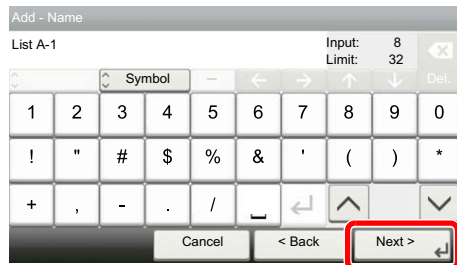 Add - Name
List A-1 Input: 8
Limit: 32
Symbol - Del.
1 2 3 4 5 6 7 8 9 0
! " # $ % & ' ( ) *
+ , - . / _
Cancel < Back Next >